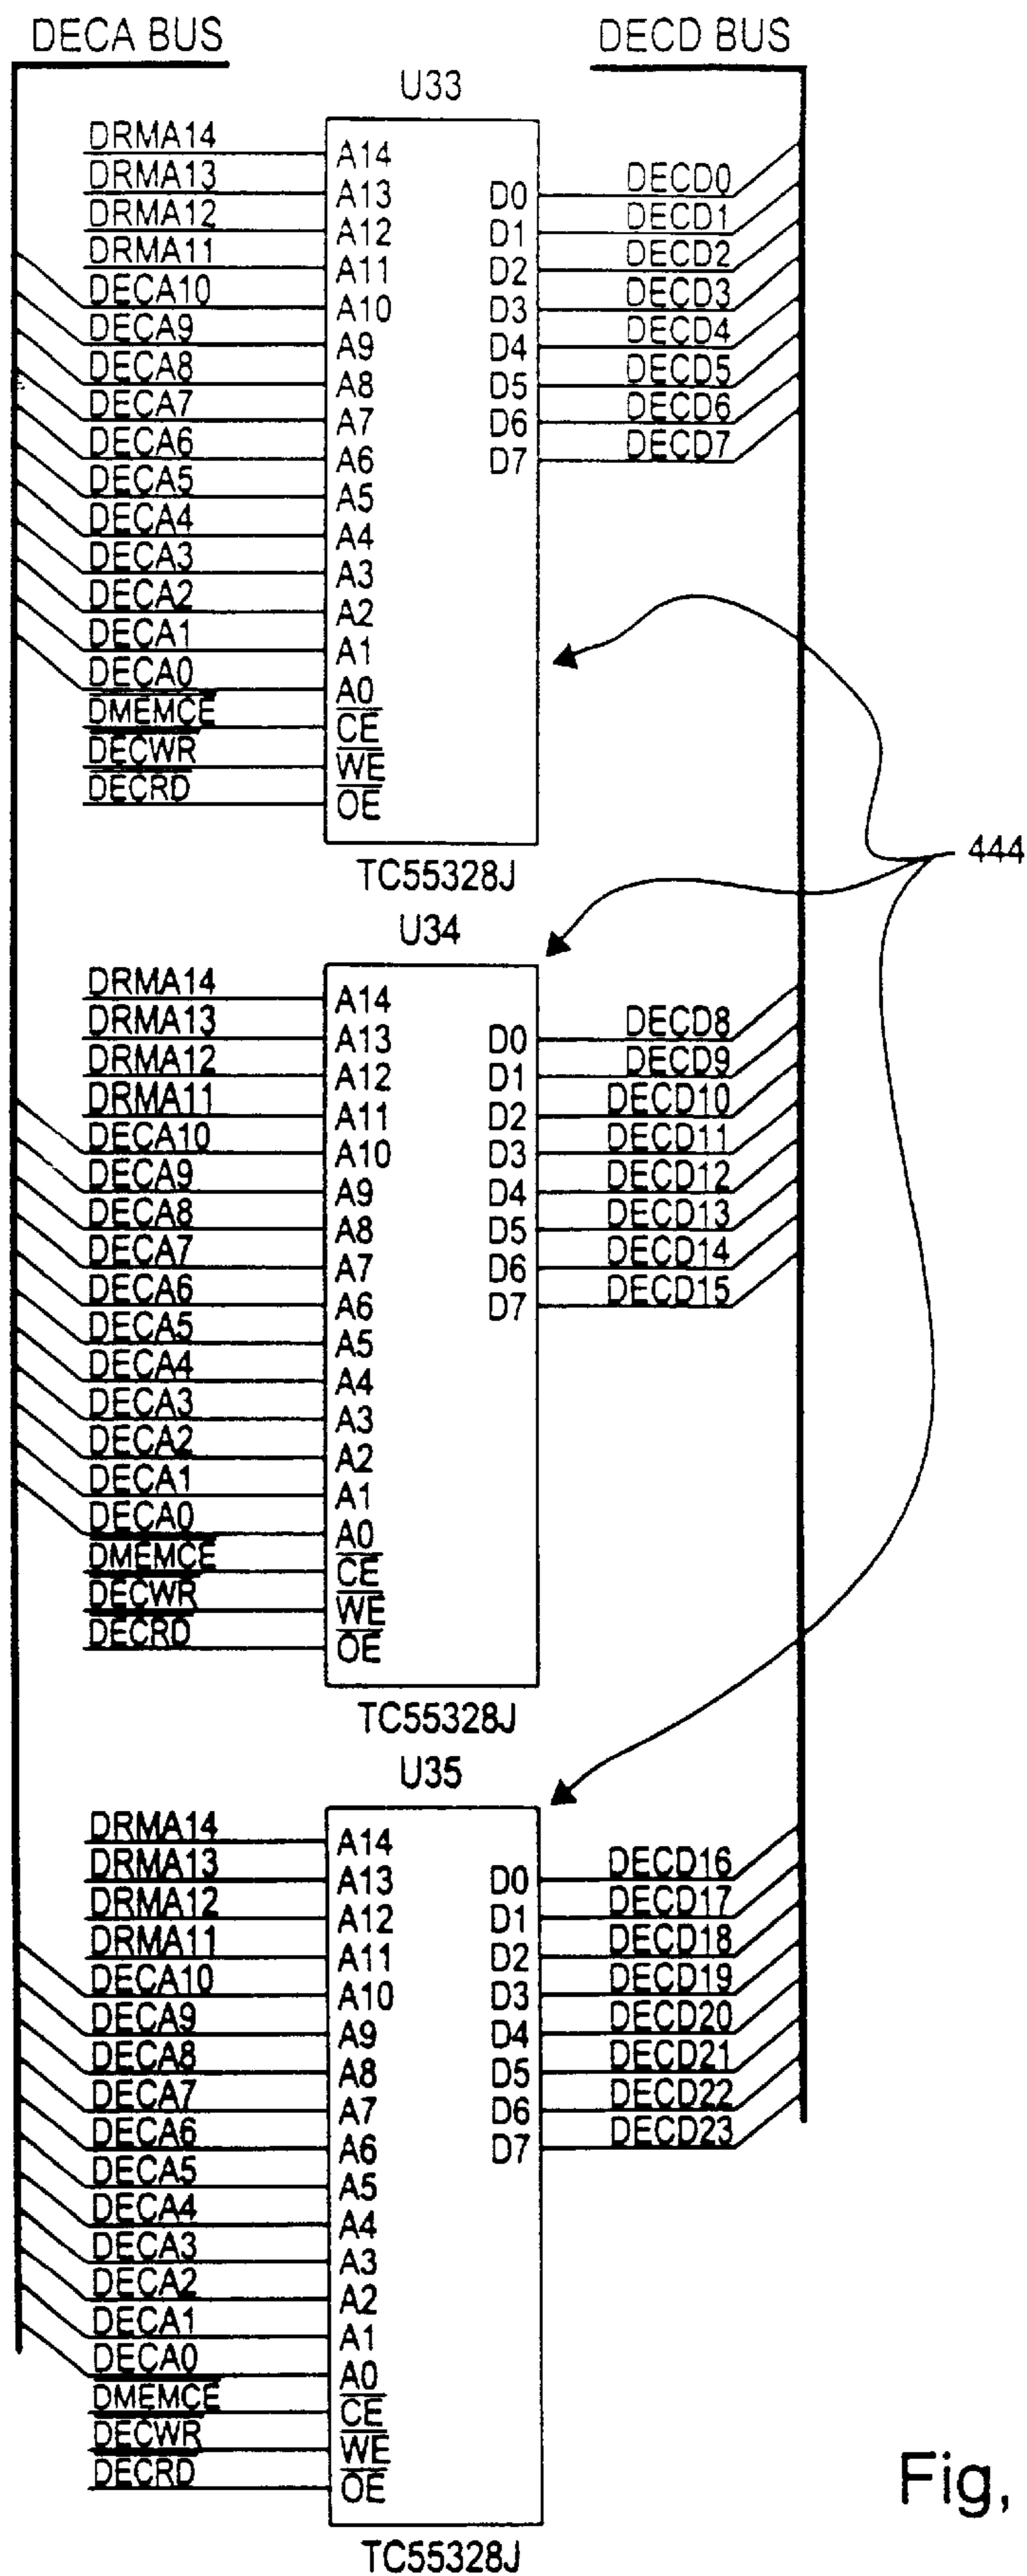 DECA BUS DECD BUS
U33
DRMA14 A14
DRMA13 A13 D0 DECD0
DRMA12 A12 D1 DECD1
DRMA11 A11 D2 DECD2
DECA10 A10 D3 DECD3
DECA9 A9 D4 DECD4
DECA8 A8 D5 DECD5
DECA7 A7 D6 DECD6
DECA6 A6 D7 DECD7
DECA5 A5
DECA4 A4
DECA3 A3
DECA2 A2
DECA1 A1
DECA0 A0
DMEMCE CE
DECWR WE
DECRD OE
TC55328J
444
U34
DRMA14 A14
DRMA13 A13 D0 DECD8
DRMA12 A12 D1 DECD9
DRMA11 A11 D2 DECD10
DECA10 A10 D3 DECD11
DECA9 A9 D4 DECD12
DECA8 A8 D5 DECD13
DECA7 A7 D6 DECD14
DECA6 A6 D7 DECD15
DECA5 A5
DECA4 A4
DECA3 A3
DECA2 A2
DECA1 A1
DECA0 A0
DMEMCE CE
DECWR WE
DECRD OE
TC55328J
U35
DRMA14 A14
DRMA13 A13 D0 DECD16
DRMA12 A12 D1 DECD17
DRMA11 A11 D2 DECD18
DECA10 A10 D3 DECD19
DECA9 A9 D4 DECD20
DECA8 A8 D5 DECD21
DECA7 A7 D6 DECD22
DECA6 A6 D7 DECD23
DECA5 A5
DECA4 A4
DECA3 A3
DECA2 A2
DECA1 A1
DECA0 A0
DMEMCE CE
DECWR WE
DECRD OE
TC55328J
Fig,